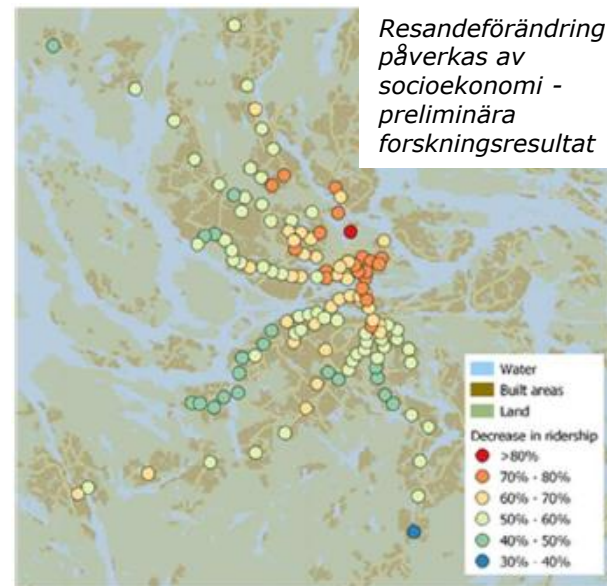 Resandeförändring
påverkas av
socioekonomi -
preliminära
forskningsresultat
Water
Built areas
Land
Decrease in ridership
>80%
70% - 80%
60% - 70%
50% - 60%
40% - 50%
30% - 40%